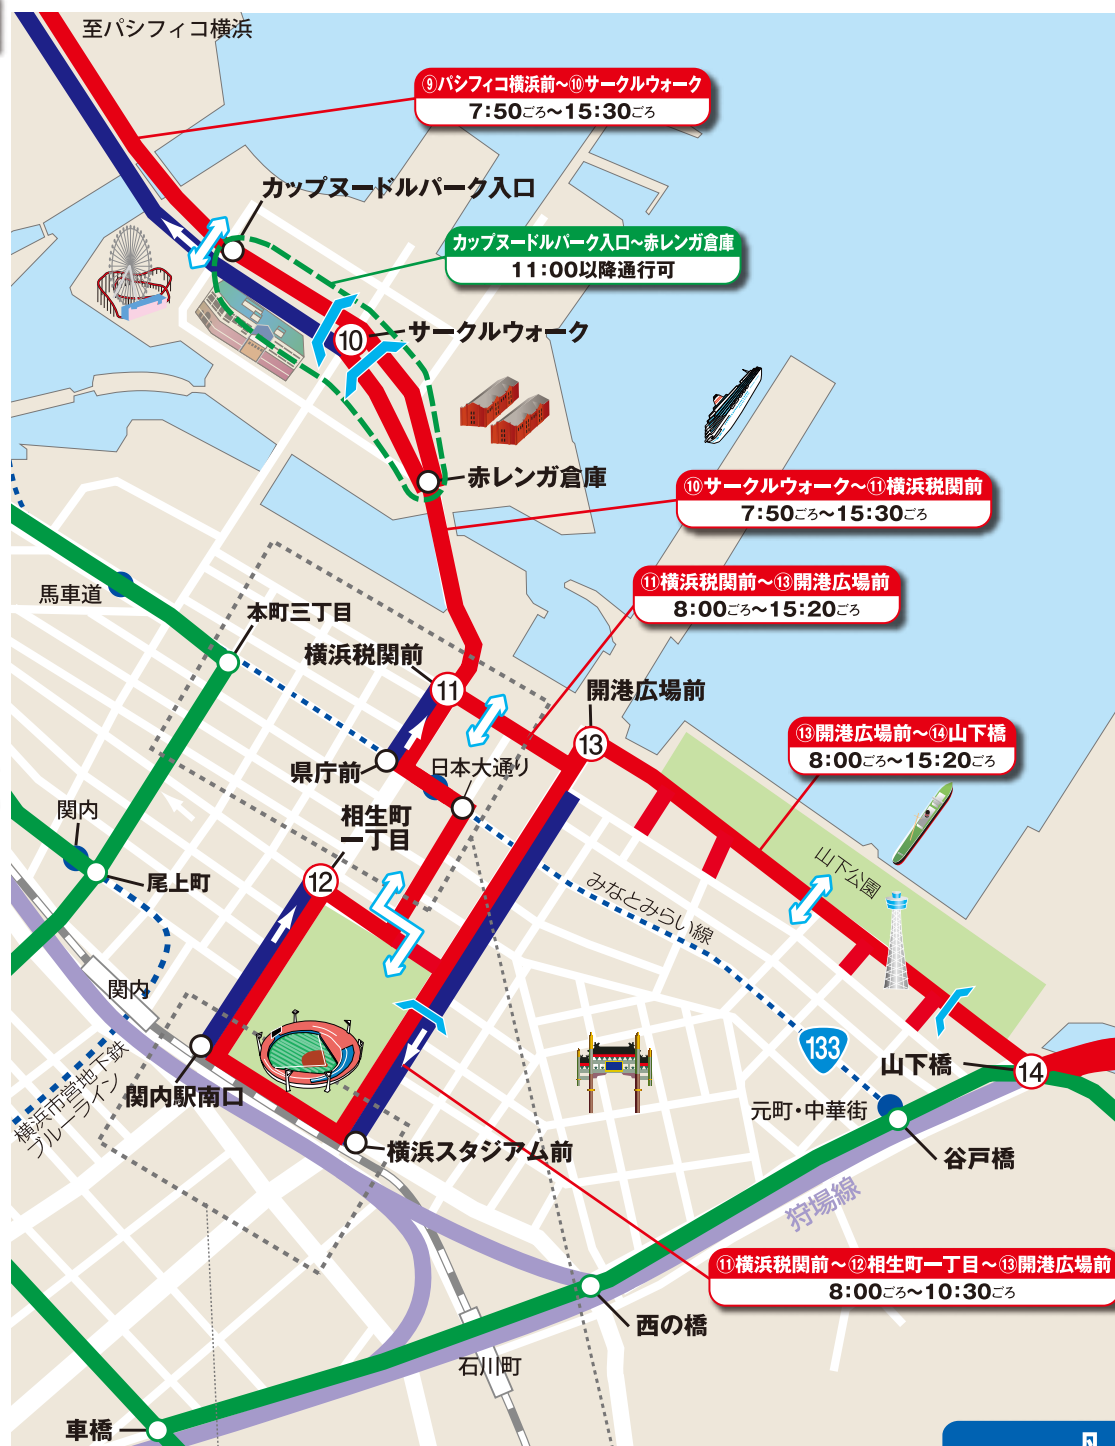 至パシフィコ横浜
⑨パシフィコ横浜前～⑩サークルウォーク
7:50ごろ～15:30ごろ
カップヌードルパーク入口
カップヌードルパーク入口～赤レンガ倉庫
11:00以降通行可
⑩
サークルウォーク
赤レンガ倉庫
⑩サークルウォーク～⑪横浜税関前
7:50ごろ～15:30ごろ
⑪横浜税関前～⑬開港広場前
8:00ごろ～15:20ごろ
馬車道
本町三丁目
横浜税関前
⑪
開港広場前
⑬
⑬開港広場前～⑭山下橋
8:00ごろ～15:20ごろ
県庁前
日本大通り
関内
相生町
一丁目
尾上町
⑫
みなとみらい線
山下公園
関内
133
山下橋
⑭
横浜市営地下鉄
ブルーライン
関内駅南口
元町・中華街
横浜スタジアム前
谷戸橋
狩場線
⑪横浜税関前～⑫相生町一丁目～⑬開港広場前
8:00ごろ～10:30ごろ
西の橋
石川町
車橋